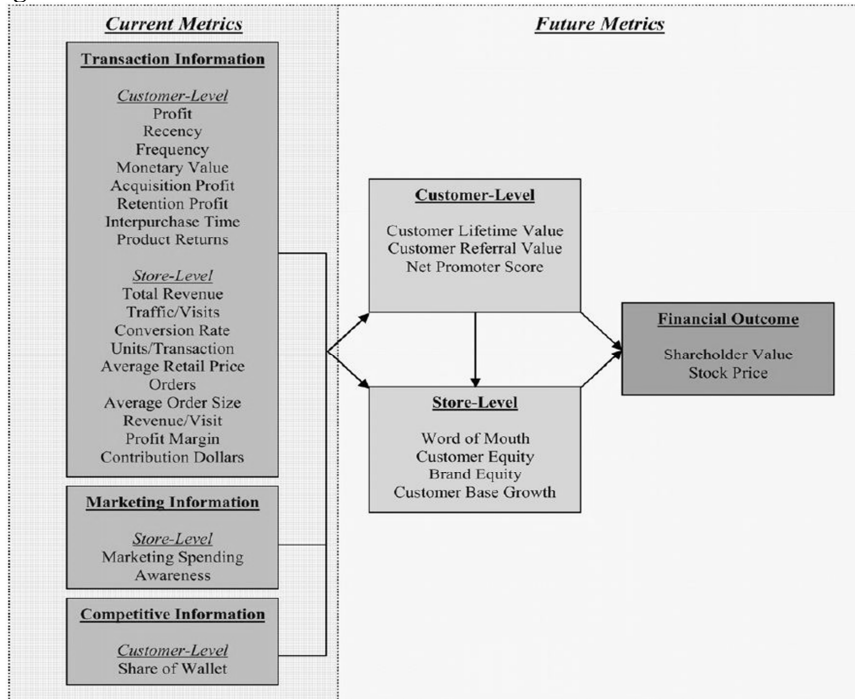 Current Metrics
Transaction Information
Customer-Level
Profit
Recency
Frequency
Monetary Value
Acquisition Profit
Retention Profit
Interpurchase Time
Product Returns
Store-Level
Total Revenue
Traffic/Visits
Conversion Rate
Units/Transaction
Average Retail Price
Orders
Average Order Size
Revenue/Visit
Profit Margin
Contribution Dollars
Marketing Information
Store-Level
Marketing Spending
Awareness
Competitive Information
Customer-Level
Share of Wallet
Future Metrics
Customer-Level
Customer Lifetime Value
Customer Referral Value
Net Promoter Score
Store-Level
Word of Mouth
Customer Equity
Brand Equity
Customer Base Growth
Financial Outcome
Shareholder Value
Stock Price